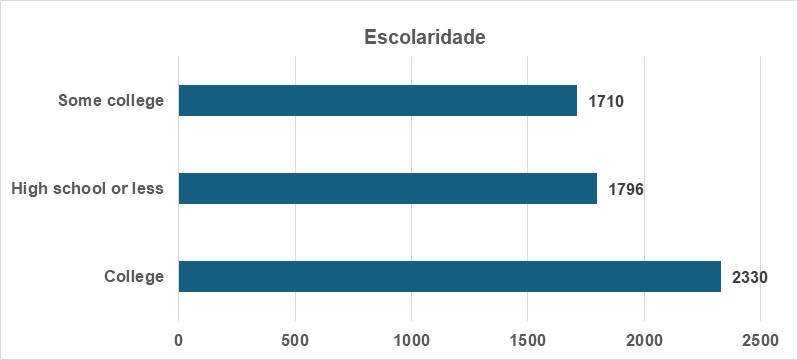 Escolaridade
Some college 1710
High school or less 1796
College 2330
0 500 1000 1500 2000 2500